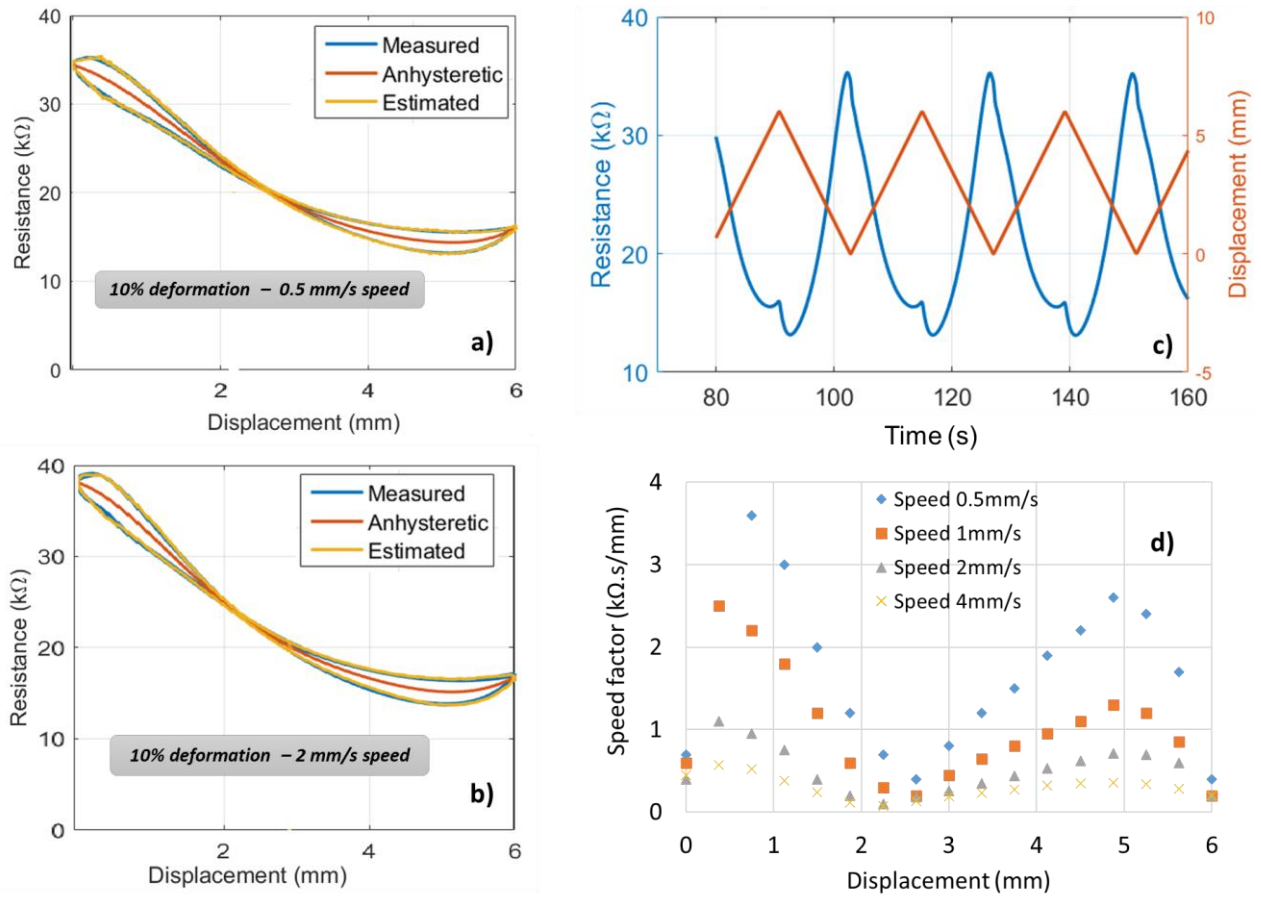 40
30
20
10
0
Resistance (kΩ)
2
4
6
Displacement (mm)
Measured
Anhysteretic
Estimated
10% deformation – 0.5 mm/s speed
a)
40
30
20
10
0
Resistance (kΩ)
2
4
6
Displacement (mm)
Measured
Anhysteretic
Estimated
10% deformation – 2 mm/s speed
b)
40
30
20
10
Resistance (kΩ)
10
5
0
-5
Displacement (mm)
80
100
120
140
160
Time (s)
c)
4
3
2
1
0
Speed factor (kΩ.s/mm)
Speed 0.5mm/s
Speed 1mm/s
Speed 2mm/s
Speed 4mm/s
d)
0
1
2
3
4
5
6
Displacement (mm)